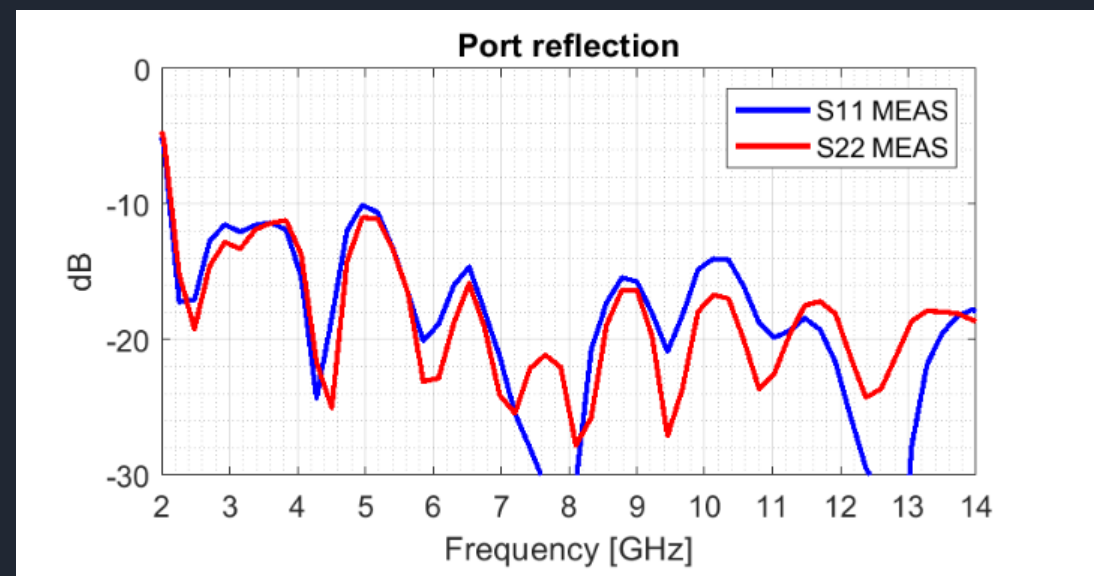 Port reflection
0
-10
-20
-30
dB
S11 MEAS
S22 MEAS
2 3 4 5 6 7 8 9 10 11 12 13 14
Frequency [GHz]